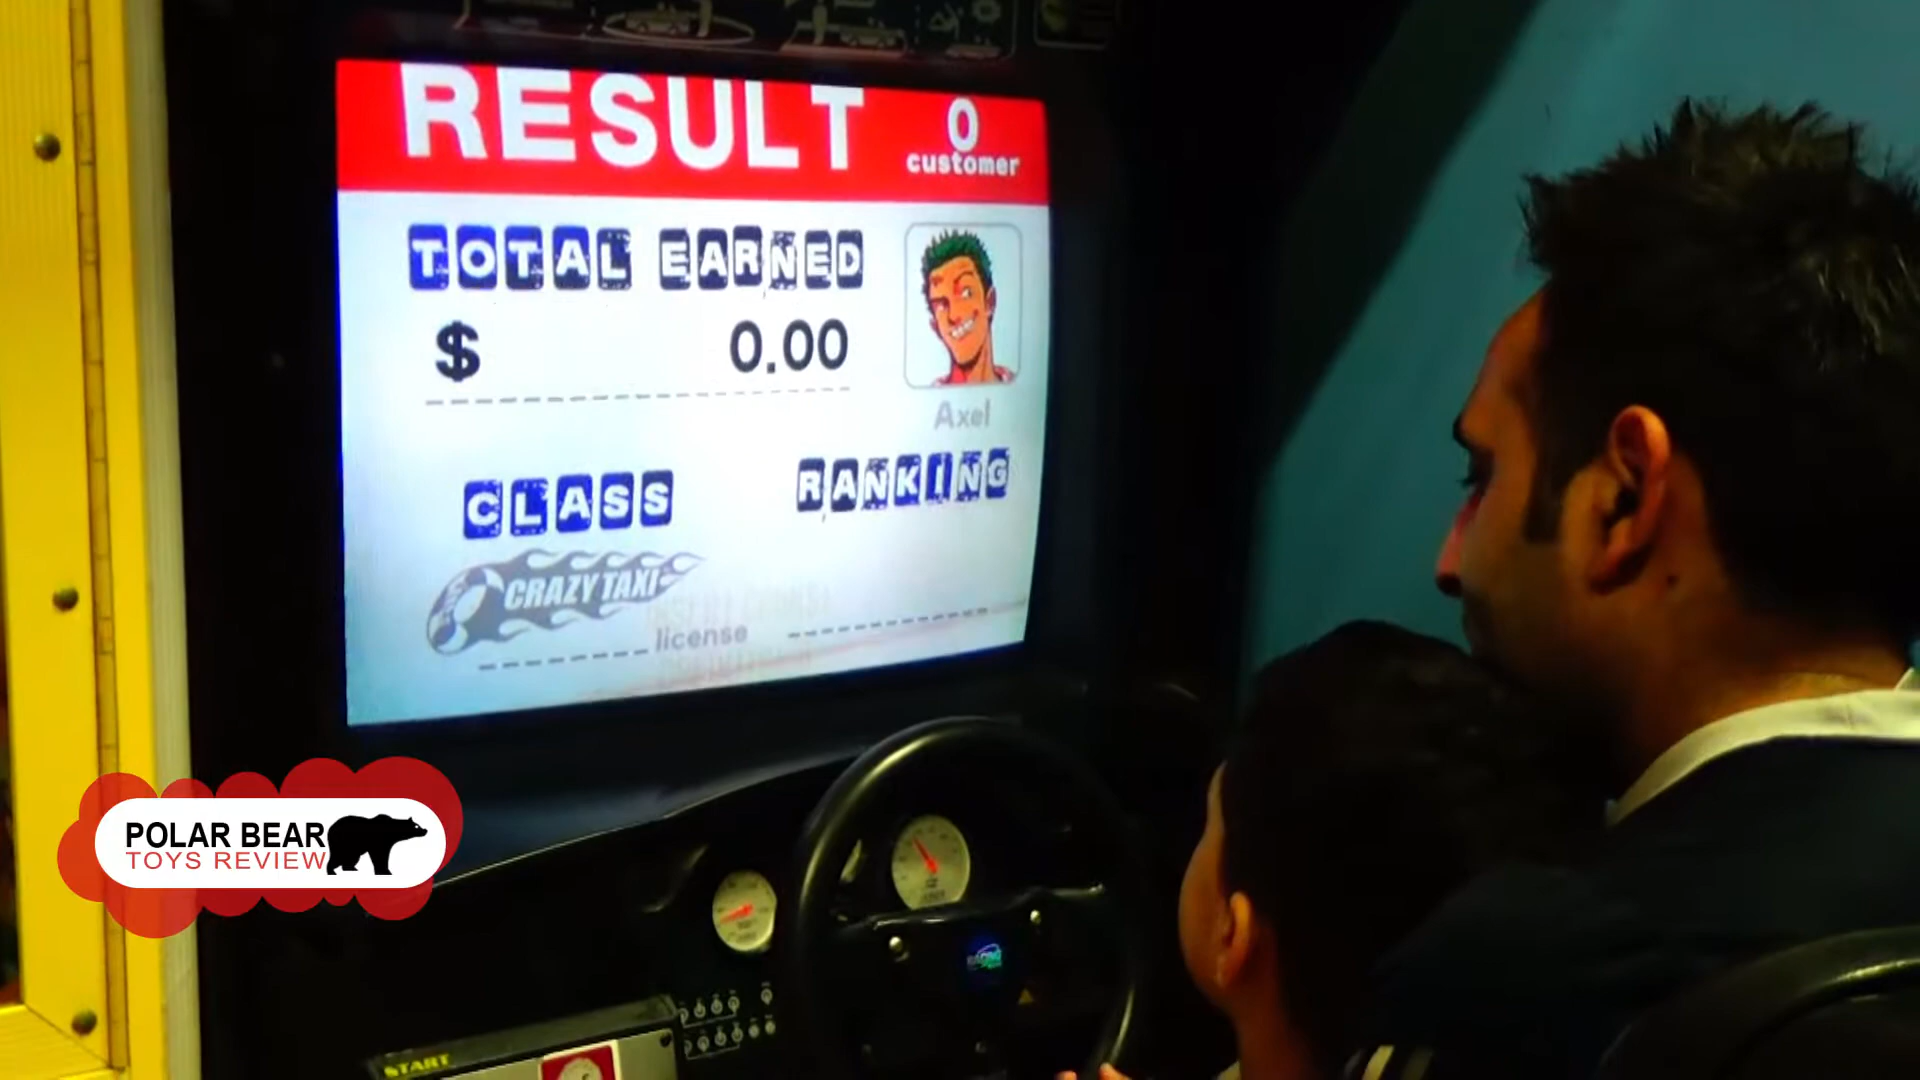 RESULT
0
customer
TOTAL EARNED
$ 0.00
Axel
CLASS
RANKING
CRAZY TAXI
license
POLAR BEAR
TOYS REVIEW
START